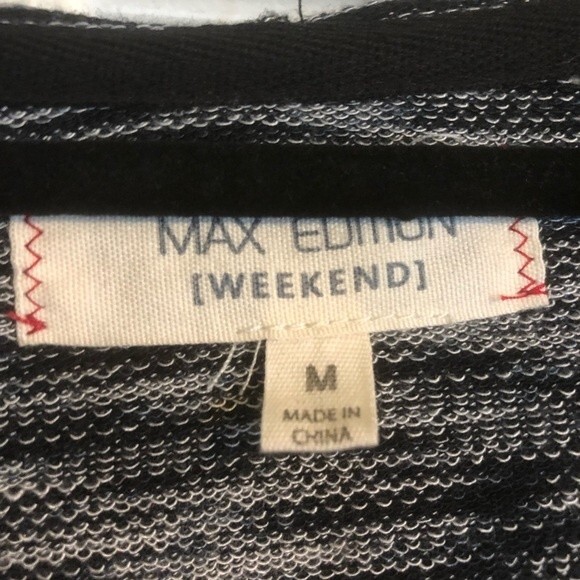 MAX EDITION
[WEEKEND]
M
MADE IN
CHINA